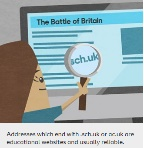 The Battle of Britain
sch.uk
Addresses which end with .sch.uk or ac.uk are
educational websites and usually reliable.